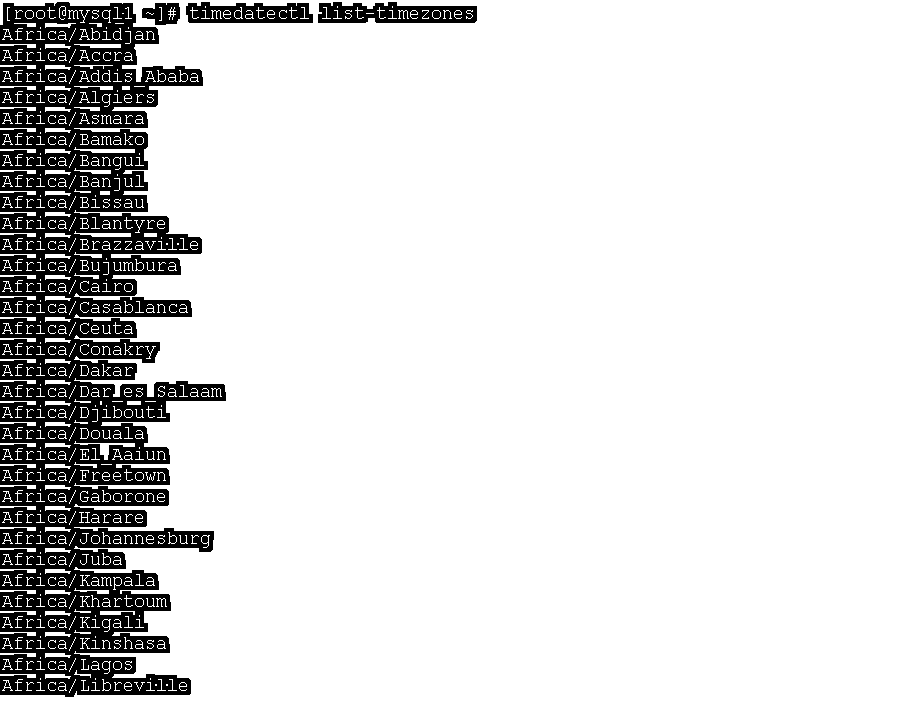 [root@mysql1 ~]# timedatectl list-timezones
Africa/Abidjan
Africa/Accra
Africa/Addis_Ababa
Africa/Algiers
Africa/Asmara
Africa/Bamako
Africa/Bangui
Africa/Banjul
Africa/Bissau
Africa/Blantyre
Africa/Brazzaville
Africa/Bujumbura
Africa/Cairo
Africa/Casablanca
Africa/Ceuta
Africa/Conakry
Africa/Dakar
Africa/Dar_es_Salaam
Africa/Djibouti
Africa/Douala
Africa/El_Aaiun
Africa/Freetown
Africa/Gaborone
Africa/Harare
Africa/Johannesburg
Africa/Juba
Africa/Kampala
Africa/Khartoum
Africa/Kigali
Africa/Kinshasa
Africa/Lagos
Africa/Libreville